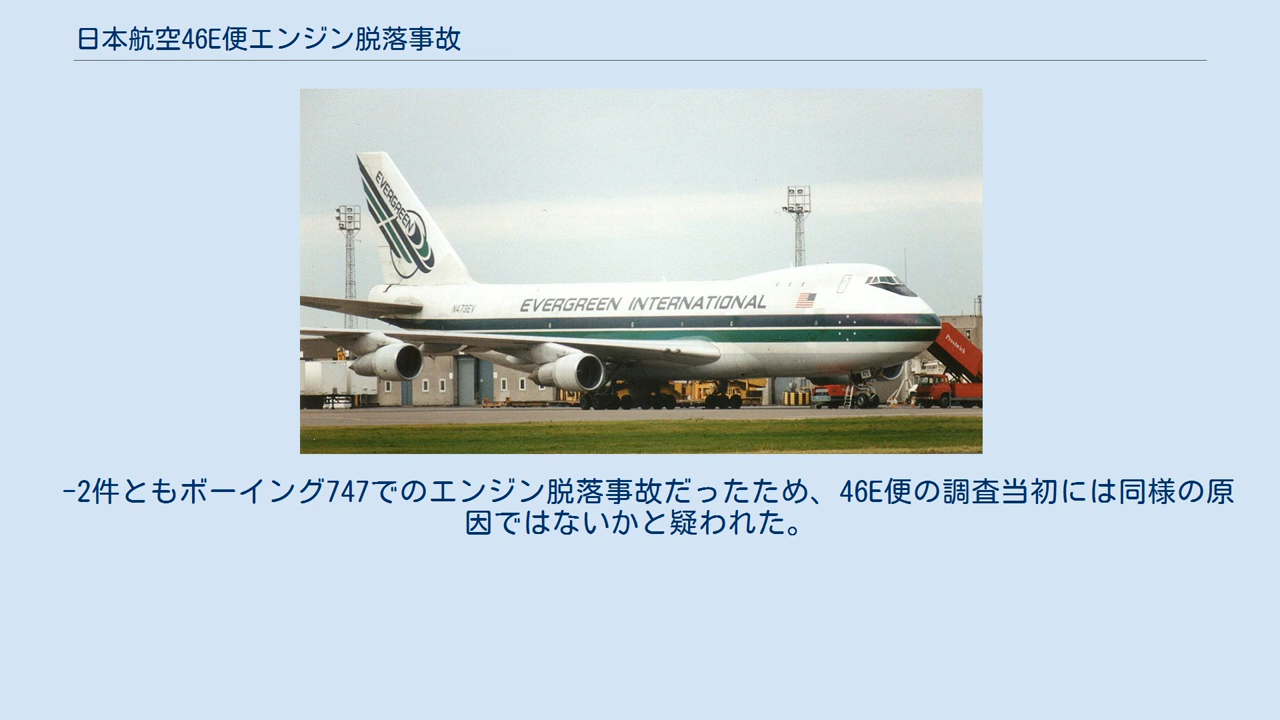 日本航空46E便エンジン脱落事故
EVERGREEN
EVERGREEN INTERNATIONAL
N473EV
Prestwick
-2件ともボーイング747でのエンジン脱落事故だったため、46E便の調査当初には同様の原
因ではないかと疑われた。